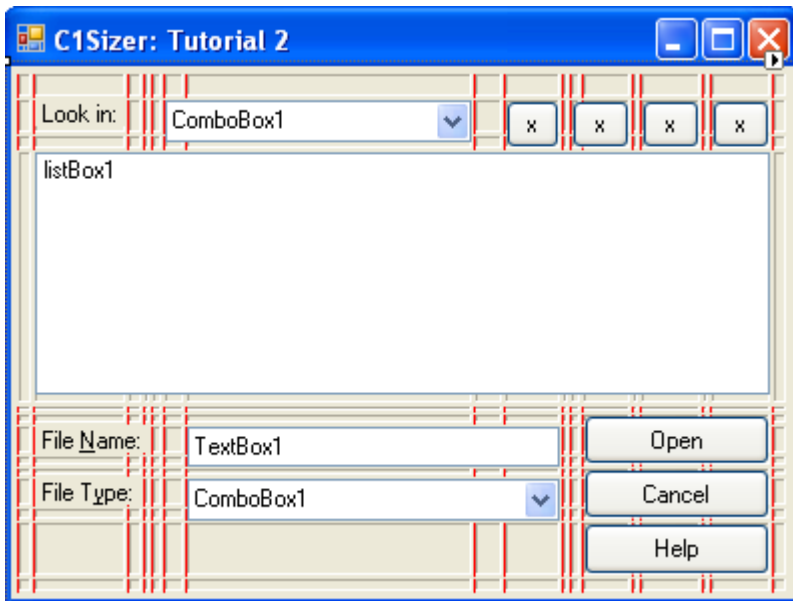 C1Sizer: Tutorial 2
Look in: ComboBox1 x x x x
listBox1
File Name: TextBox1 Open
File Type: ComboBox1 Cancel
Help